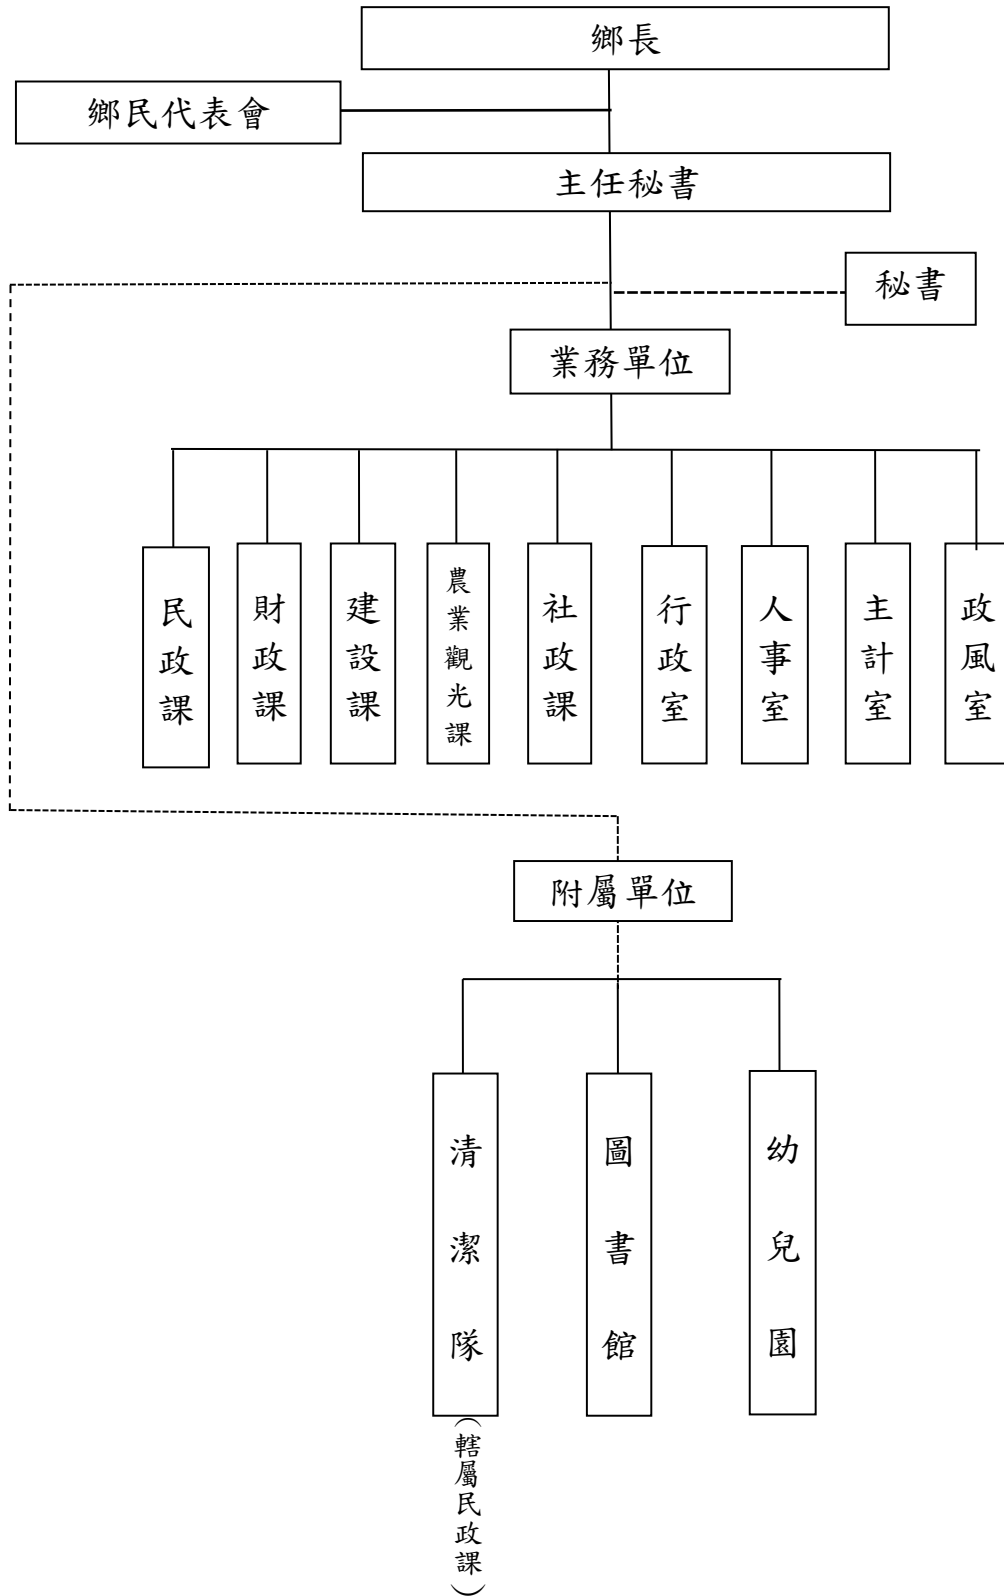 鄉長
鄉民代表會
主任秘書
秘書
業務單位
民政課
財政課
建設課
農業觀光課
社政課
行政室
人事室
主計室
政風室
附屬單位
清潔隊
（轄屬民政課）
圖書館
幼兒園